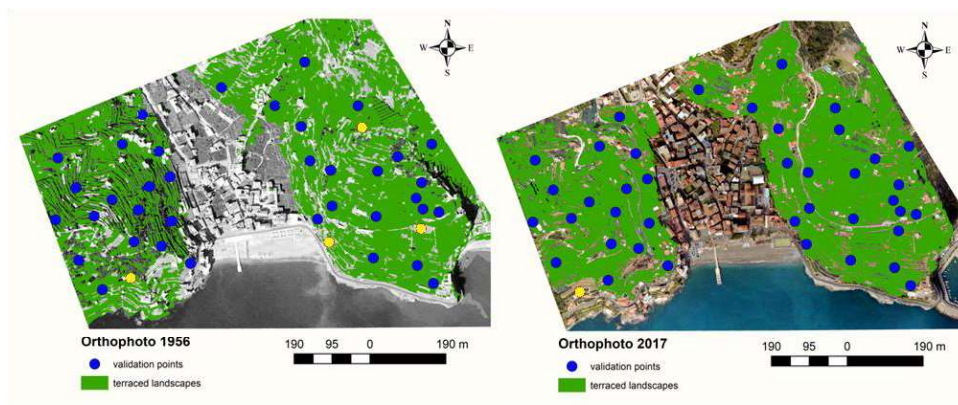 N
W E
S
Orthophoto 1956
190 95 0 190 m
validation points
terraced landscapes
N
W E
S
Orthophoto 2017
190 95 0 190 m
validation points
terraced landscapes